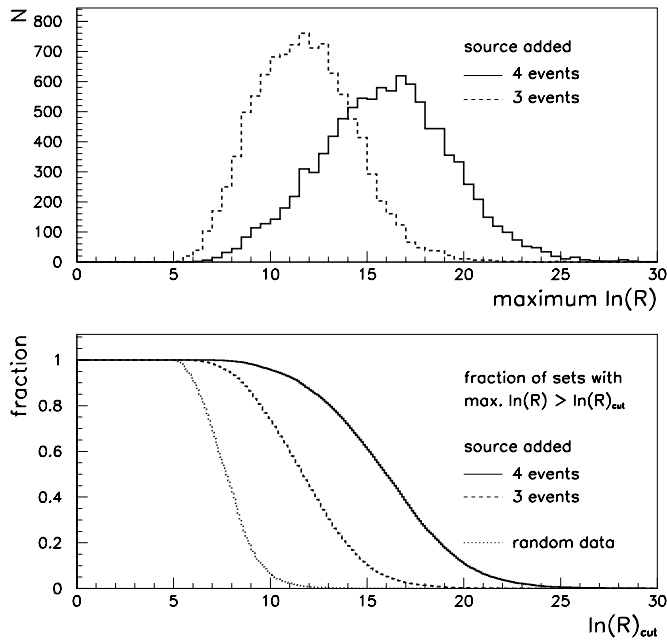 N
800
700
600
500
400
300
200
100
0
source added
4 events
3 events
0 5 10 15 20 25 30
maximum ln(R)
fraction
1
0.8
0.6
0.4
0.2
0
fraction of sets with
max. ln(R) > ln(R)cut
source added
4 events
3 events
random data
0 5 10 15 20 25 30
ln(R)cut